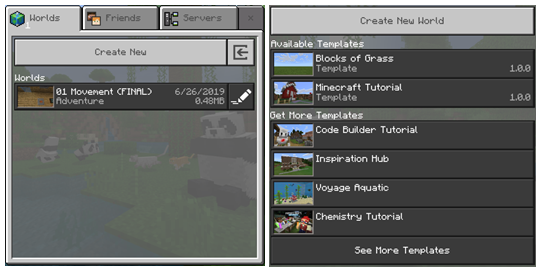 Worlds
Friends
Servers
Create New
Worlds
01 Movement (FINAL) 6/26/2019
Adventure 0.48MB
Create New World
Available Templates
Blocks of Grass
Template 1.0.0
Minecraft Tutorial
Template 1.0.0
Get More Templates
Code Builder Tutorial
Inspiration Hub
Voyage Aquatic
Chemistry Tutorial
See More Templates